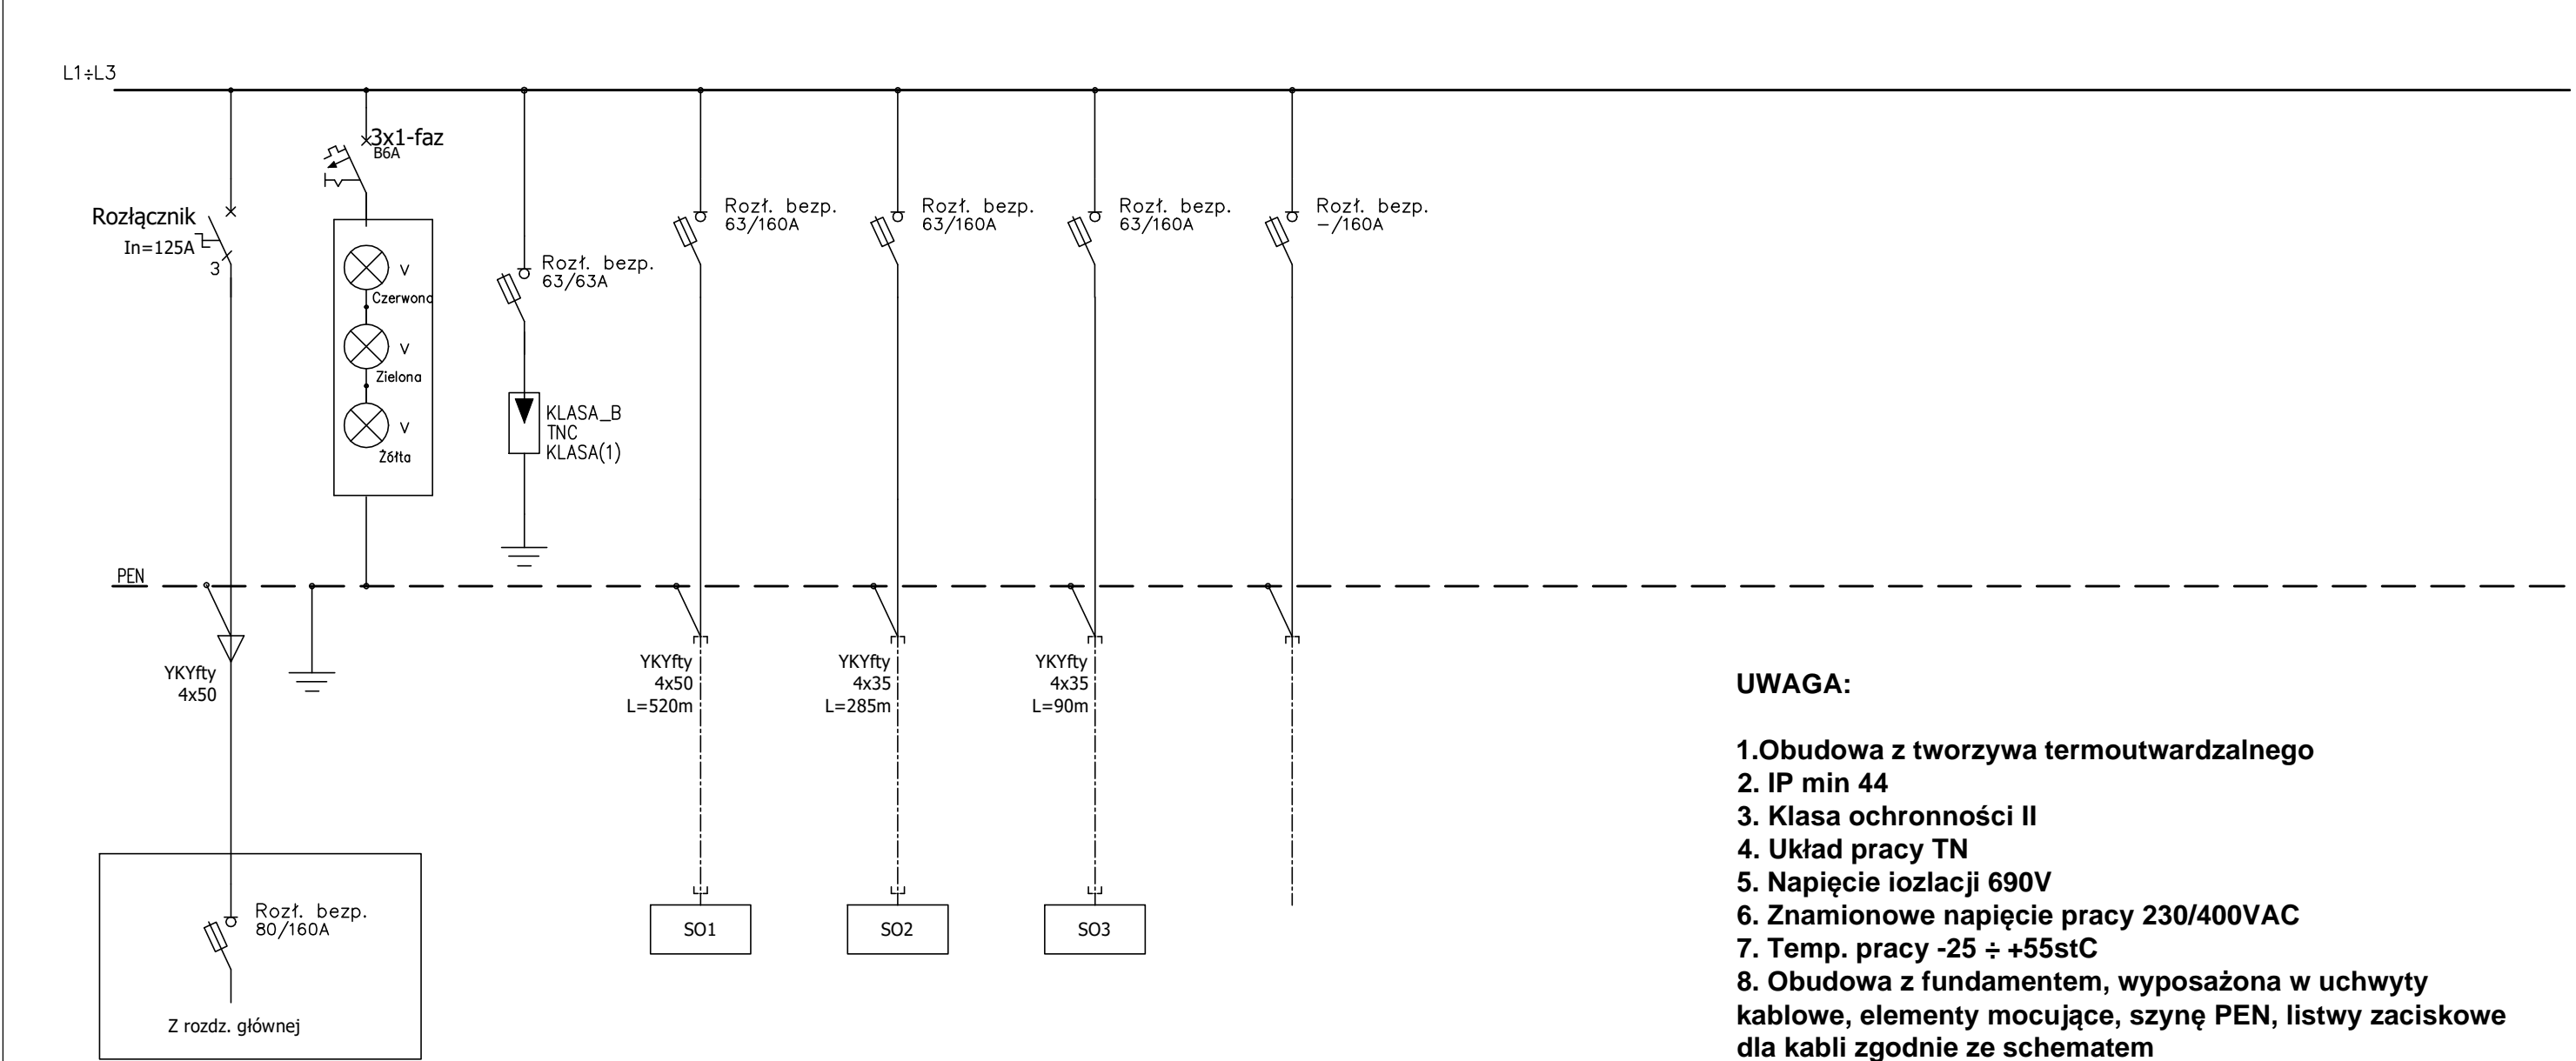 L1÷L3
3x1-faz
B6A
Rozłącznik
In=125A
3
V
Czerwona
V
Zielona
V
Żółta
Rozł. bezp.
63/63A
KLASA_B
TNC
KLASA(1)
Rozł. bezp.
63/160A
Rozł. bezp.
63/160A
Rozł. bezp.
63/160A
Rozł. bezp.
-/160A
PEN
YKYfty
4x50
YKYfty
4x50
L=520m
YKYfty
4x35
L=285m
YKYfty
4x35
L=90m
Rozł. bezp.
80/160A
Z rozdz. głównej
SO1
SO2
SO3
UWAGA:
1.Obudowa z tworzywa termoutwardzalnego
2. IP min 44
3. Klasa ochronności II
4. Układ pracy TN
5. Napięcie iozlacji 690V
6. Znamionowe napięcie pracy 230/400VAC
7. Temp. pracy -25 ÷ +55stC
8. Obudowa z fundamentem, wyposażona w uchwyty
kablowe, elementy mocujące, szynę PEN, listwy zaciskowe
dla kabli zgodnie ze schematem